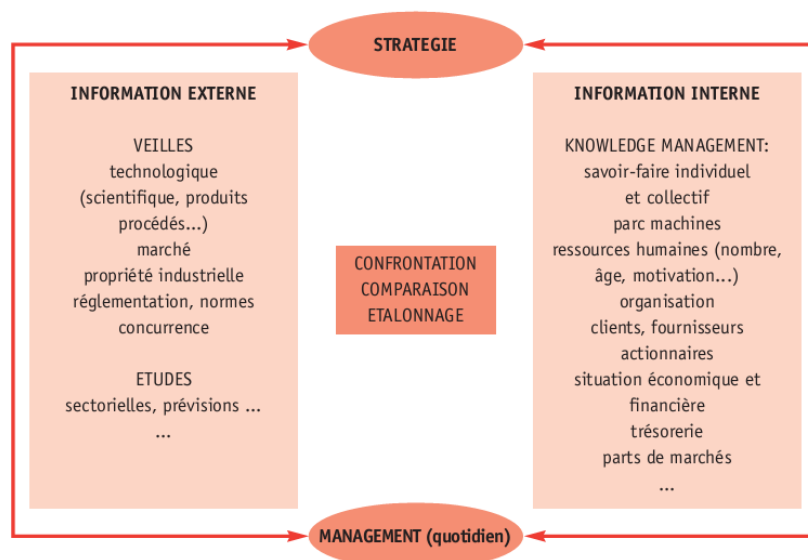 STRATEGIE
INFORMATION EXTERNE
VEILLES
technologique
(scientifique, produits
procédés...)
marché
propriété industrielle
réglementation, normes
concurrence
ETUDES
sectorielles, prévisions ...
...
CONFRONTATION
COMPARAISON
ETALONNAGE
INFORMATION INTERNE
KNOWLEDGE MANAGEMENT:
savoir-faire individuel
et collectif
parc machines
ressources humaines (nombre,
âge, motivation...)
organisation
clients, fournisseurs
actionnaires
situation économique et
financière
trésorerie
parts de marchés
...
MANAGEMENT (quotidien)